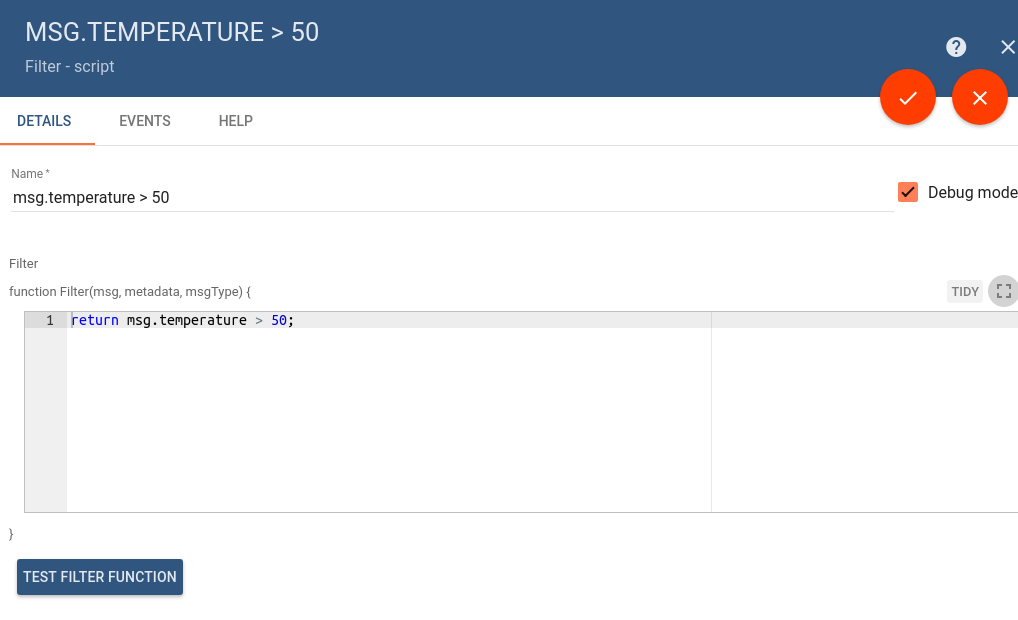 MSG.TEMPERATURE > 50
Filter - script
?
DETAILS EVENTS HELP
Name *
msg.temperature > 50
Debug mode
Filter
function Filter(msg, metadata, msgType) {
TIDY
1 return msg.temperature > 50;
}
TEST FILTER FUNCTION